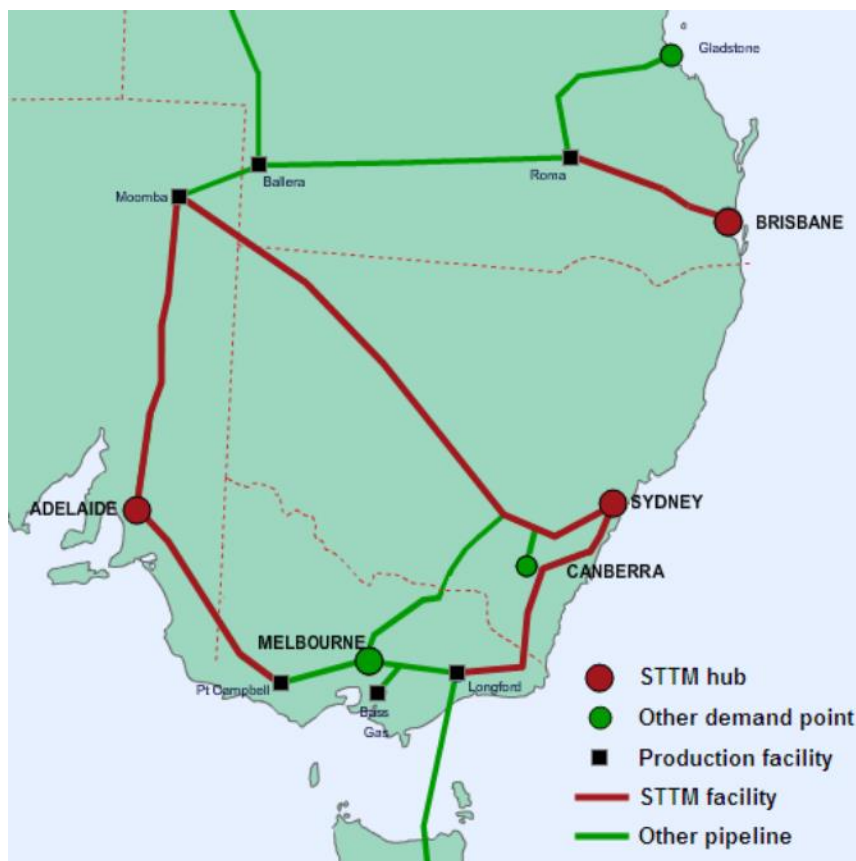 Gladstone
Ballera
Roma
Moomba
BRISBANE
ADELAIDE
SYDNEY
CANBERRA
MELBOURNE
Pt Campbell
Longford
Bass
Gas
STTM hub
Other demand point
Production facility
STTM facility
Other pipeline